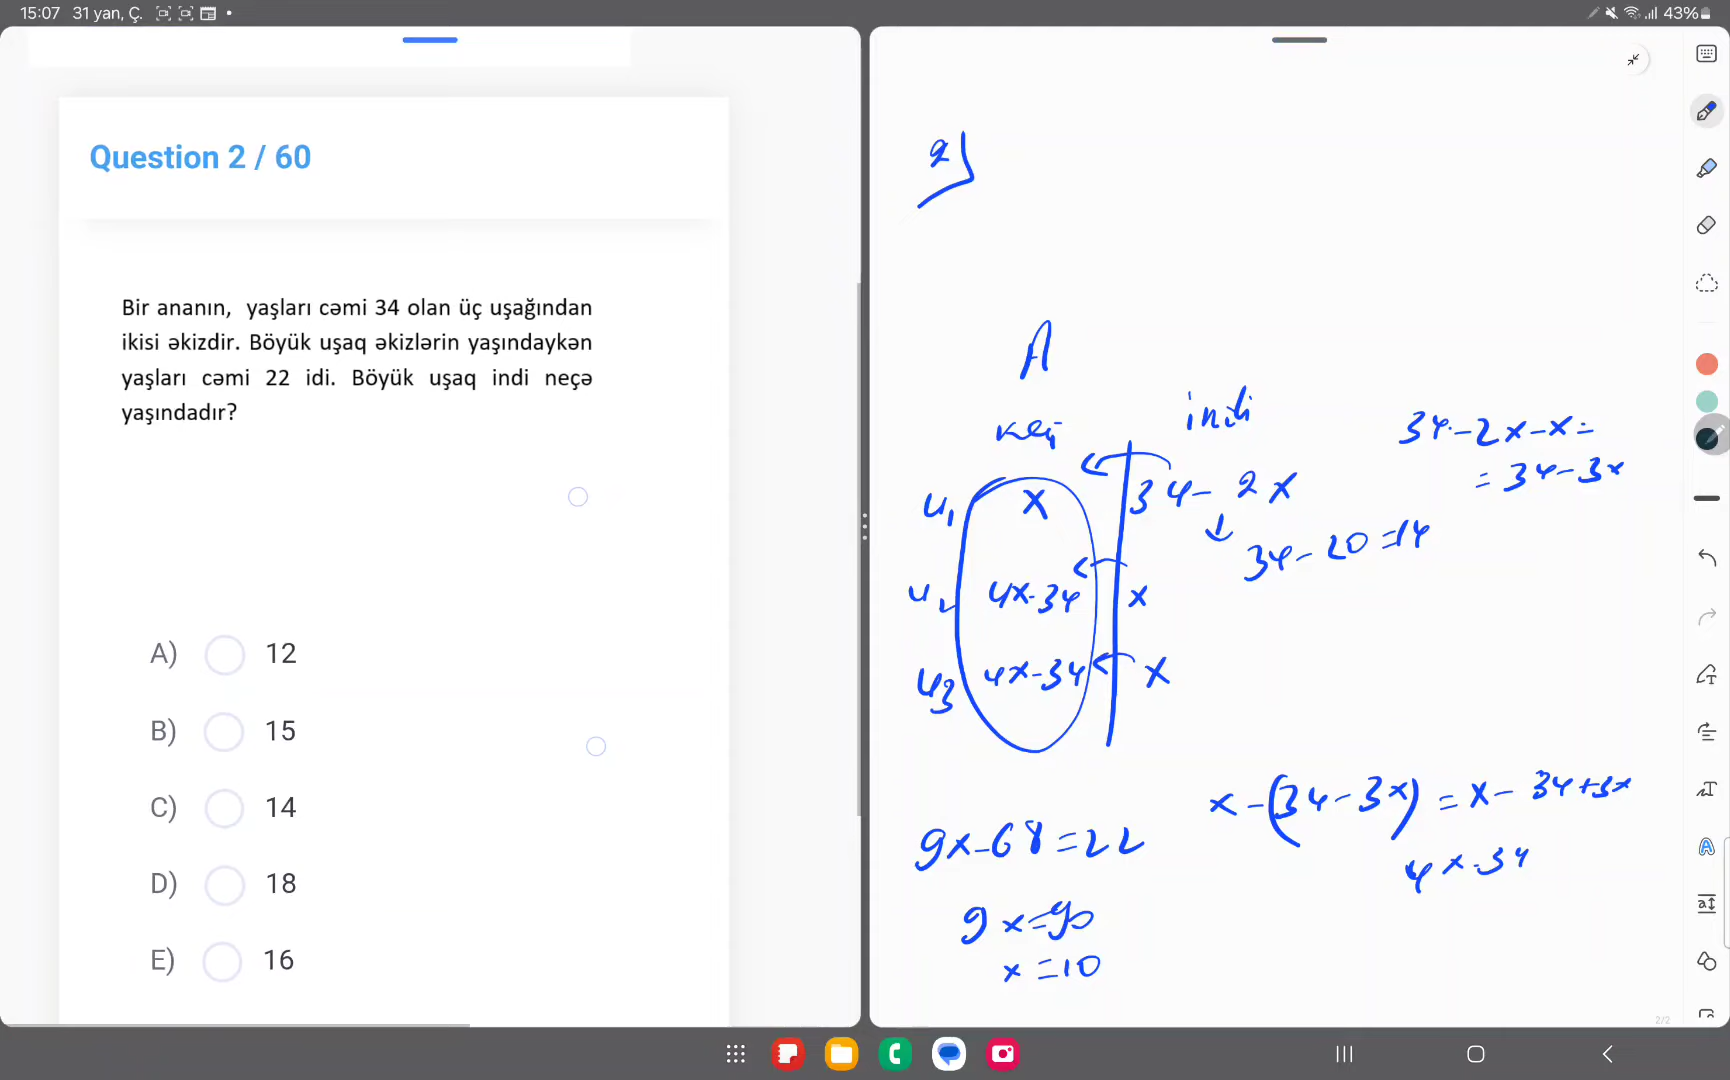 15:07 31 yan, Ç.
43%
Question 2 / 60
Bir ananın, yaşları cəmi 34 olan üç uşağından
ikisi əkizdir. Böyük uşaq əkizlərin yaşındaykən
yaşları cəmi 22 idi. Böyük uşaq indi neçə
yaşındadır?
A) 12
B) 15
C) 14
D) 18
E) 16
2
A
keç indi
U1 x 34-2x
34-20=14
U2 4x-34 x
U3 4x-34 x
34-2x-x=
=34-3x
x-(34-3x)=x-34+3x
4x-34
9x-68=22
9x=90
x=10
2/2